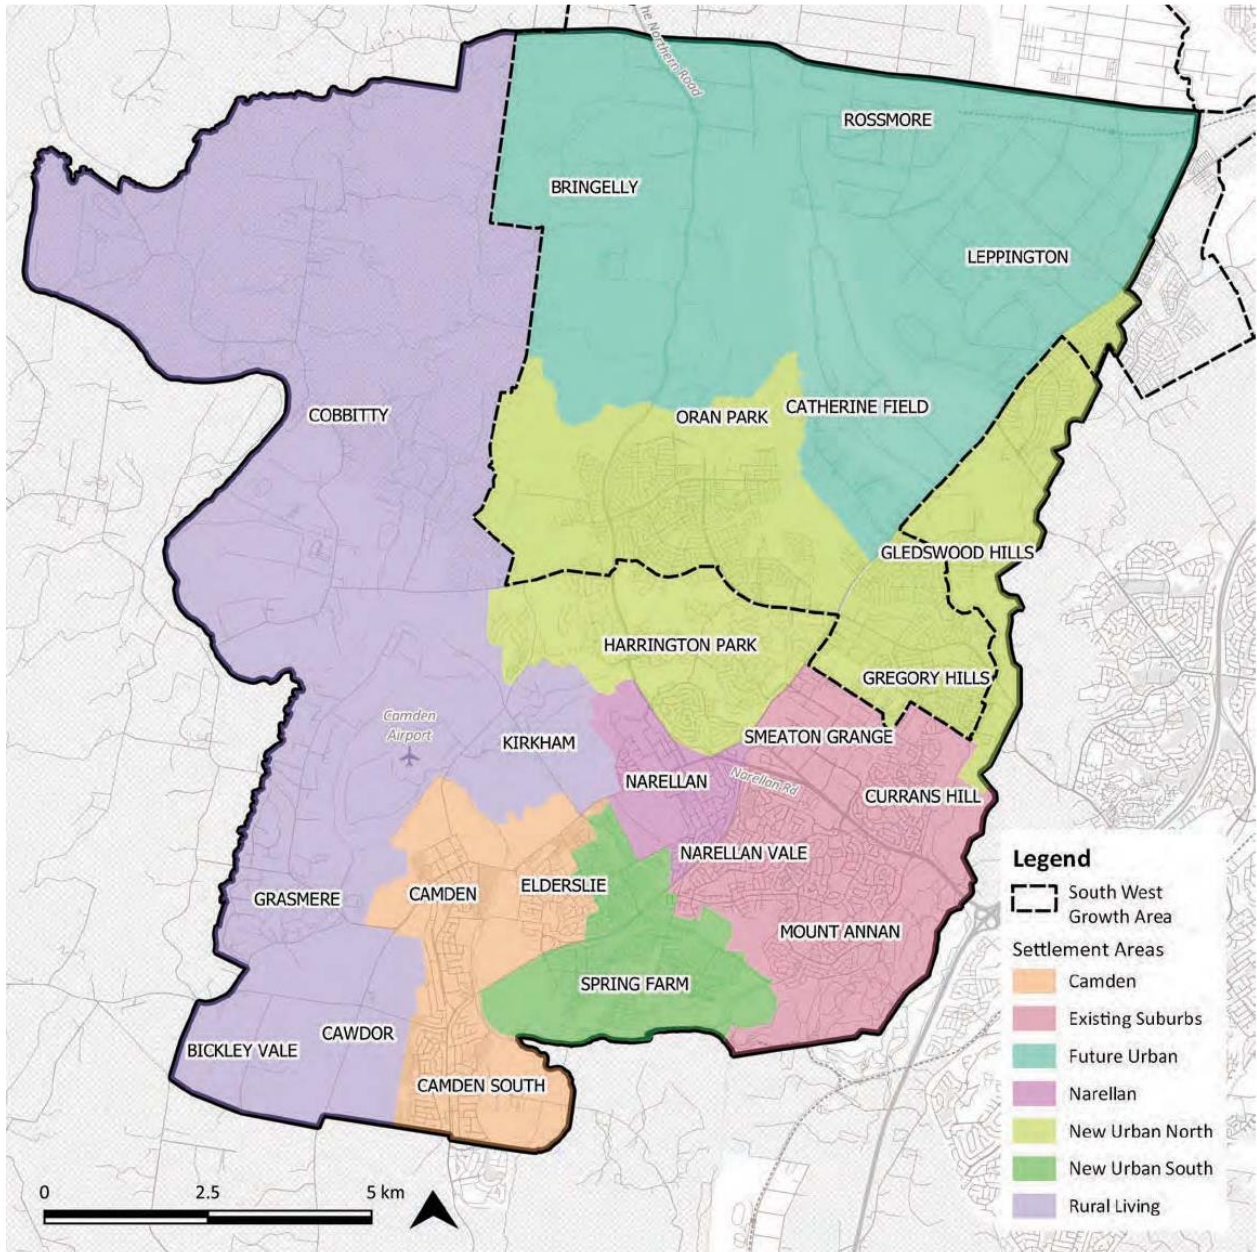 The Northern Road
ROSSMORE
BRINGELLY
LEPPINGTON
COBBITTY
ORAN PARK
CATHERINE FIELD
GLEDSWOOD HILLS
HARRINGTON PARK
GREGORY HILLS
Camden
Airport
KIRKHAM
SMEATON GRANGE
NARELLAN
Narellan Rd
CURRANS HILL
NARELLAN VALE
ELDERSLIE
CAMDEN
GRASMERE
MOUNT ANNAN
SPRING FARM
CAWDOR
BICKLEY VALE
CAMDEN SOUTH
Legend
South West
Growth Area
Settlement Areas
Camden
Existing Suburbs
Future Urban
Narellan
New Urban North
New Urban South
Rural Living
0 2.5 5 km